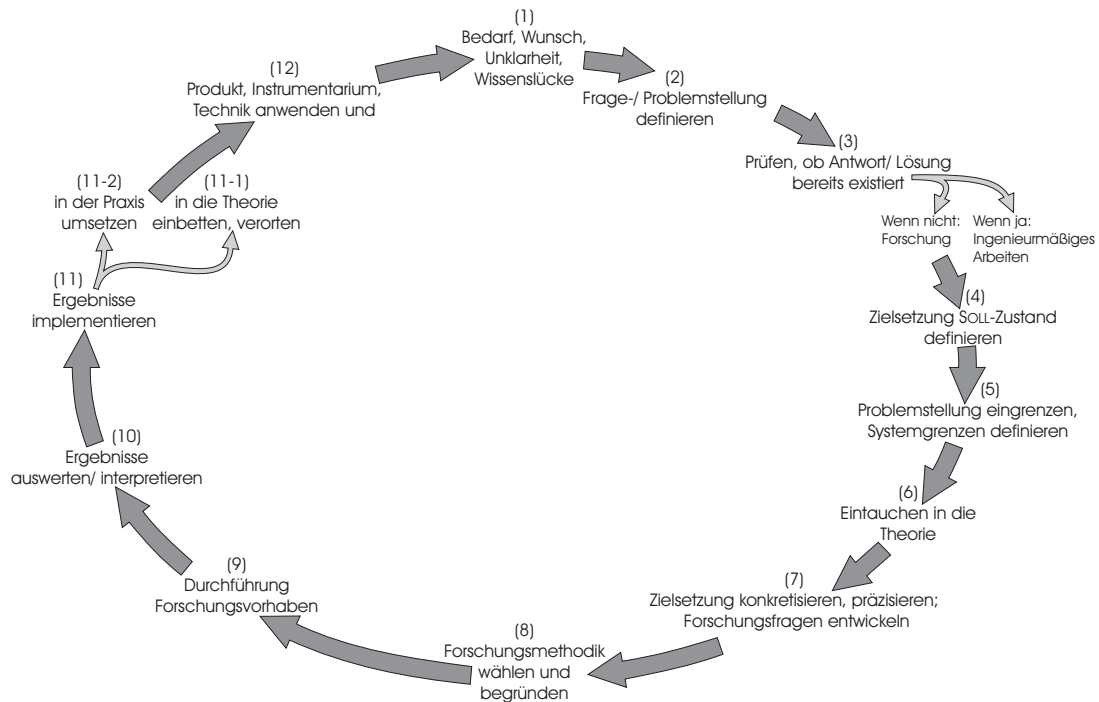 (1)
Bedarf, Wunsch,
Unklarheit,
Wissenslücke
(2)
Frage-/ Problemstellung
definieren
(3)
Prüfen, ob Antwort/ Lösung
bereits existiert
Wenn nicht:
Forschung
Wenn ja:
Ingenieurmäßiges
Arbeiten
(4)
Zielsetzung SOLL-Zustand
definieren
(5)
Problemstellung eingrenzen,
Systemgrenzen definieren
(6)
Eintauchen in die
Theorie
(7)
Zielsetzung konkretisieren, präzisieren;
Forschungsfragen entwickeln
(8)
Forschungsmethodik
wählen und
begründen
(9)
Durchführung
Forschungsvorhaben
(10)
Ergebnisse
auswerten/ interpretieren
(11)
Ergebnisse
implementieren
(11-1)
in die Theorie
einbetten, verorten
(11-2)
in der Praxis
umsetzen
(12)
Produkt, Instrumentarium,
Technik anwenden und